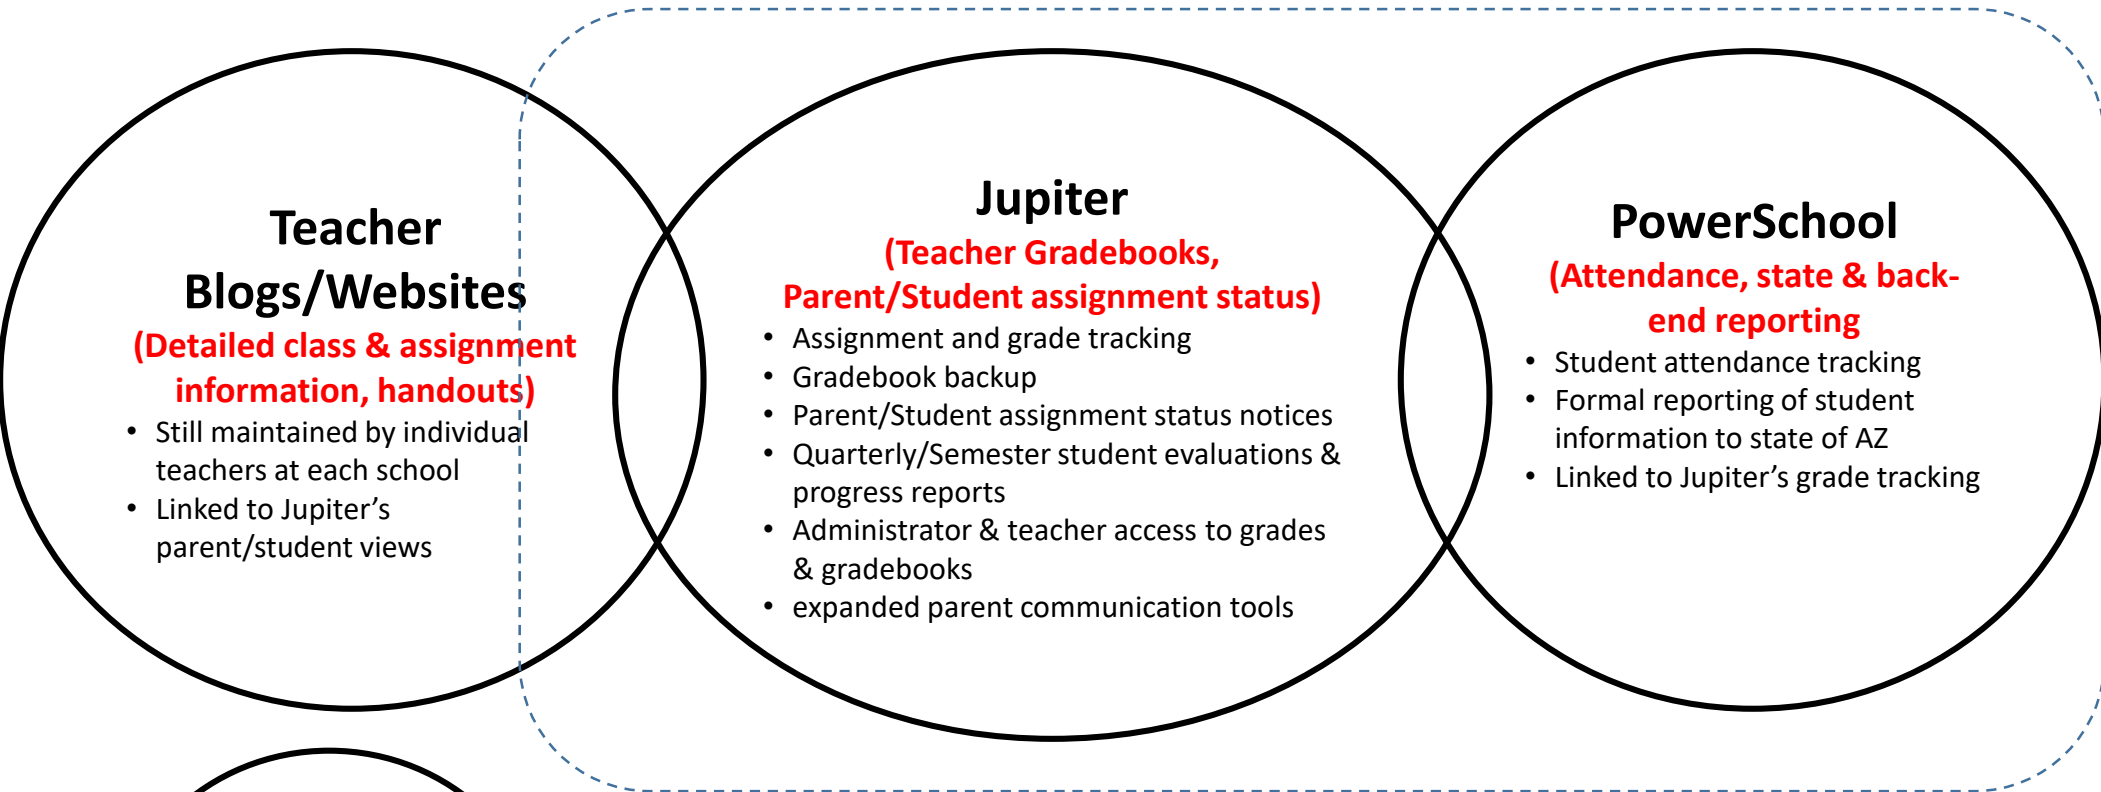 Teacher
Blogs/Websites
(Detailed class & assignment
information, handouts)
• Still maintained by individual
teachers at each school
• Linked to Jupiter’s
parent/student views
Jupiter
(Teacher Gradebooks,
Parent/Student assignment status)
• Assignment and grade tracking
• Gradebook backup
• Parent/Student assignment status notices
• Quarterly/Semester student evaluations &
progress reports
• Administrator & teacher access to grades
& gradebooks
• expanded parent communication tools
PowerSchool
(Attendance, state & back-
end reporting
• Student attendance tracking
• Formal reporting of student
information to state of AZ
• Linked to Jupiter’s grade tracking